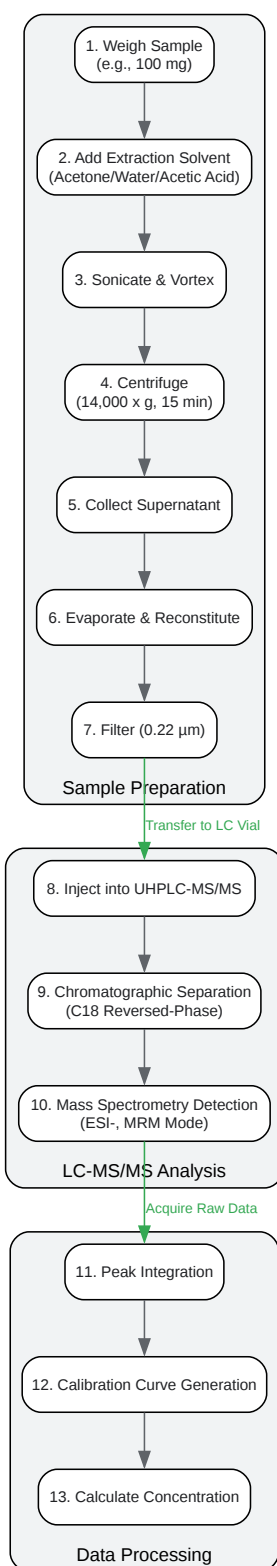 1. Weigh Sample
(e.g., 100 mg)
2. Add Extraction Solvent
(Acetone/Water/Acetic Acid)
3. Sonicate & Vortex
4. Centrifuge
(14,000 x g, 15 min)
5. Collect Supernatant
6. Evaporate & Reconstitute
7. Filter (0.22 µm)
Sample Preparation
Transfer to LC Vial
8. Inject into UHPLC-MS/MS
9. Chromatographic Separation
(C18 Reversed-Phase)
10. Mass Spectrometry Detection
(ESI-, MRM Mode)
LC-MS/MS Analysis
Acquire Raw Data
11. Peak Integration
12. Calibration Curve Generation
13. Calculate Concentration
Data Processing